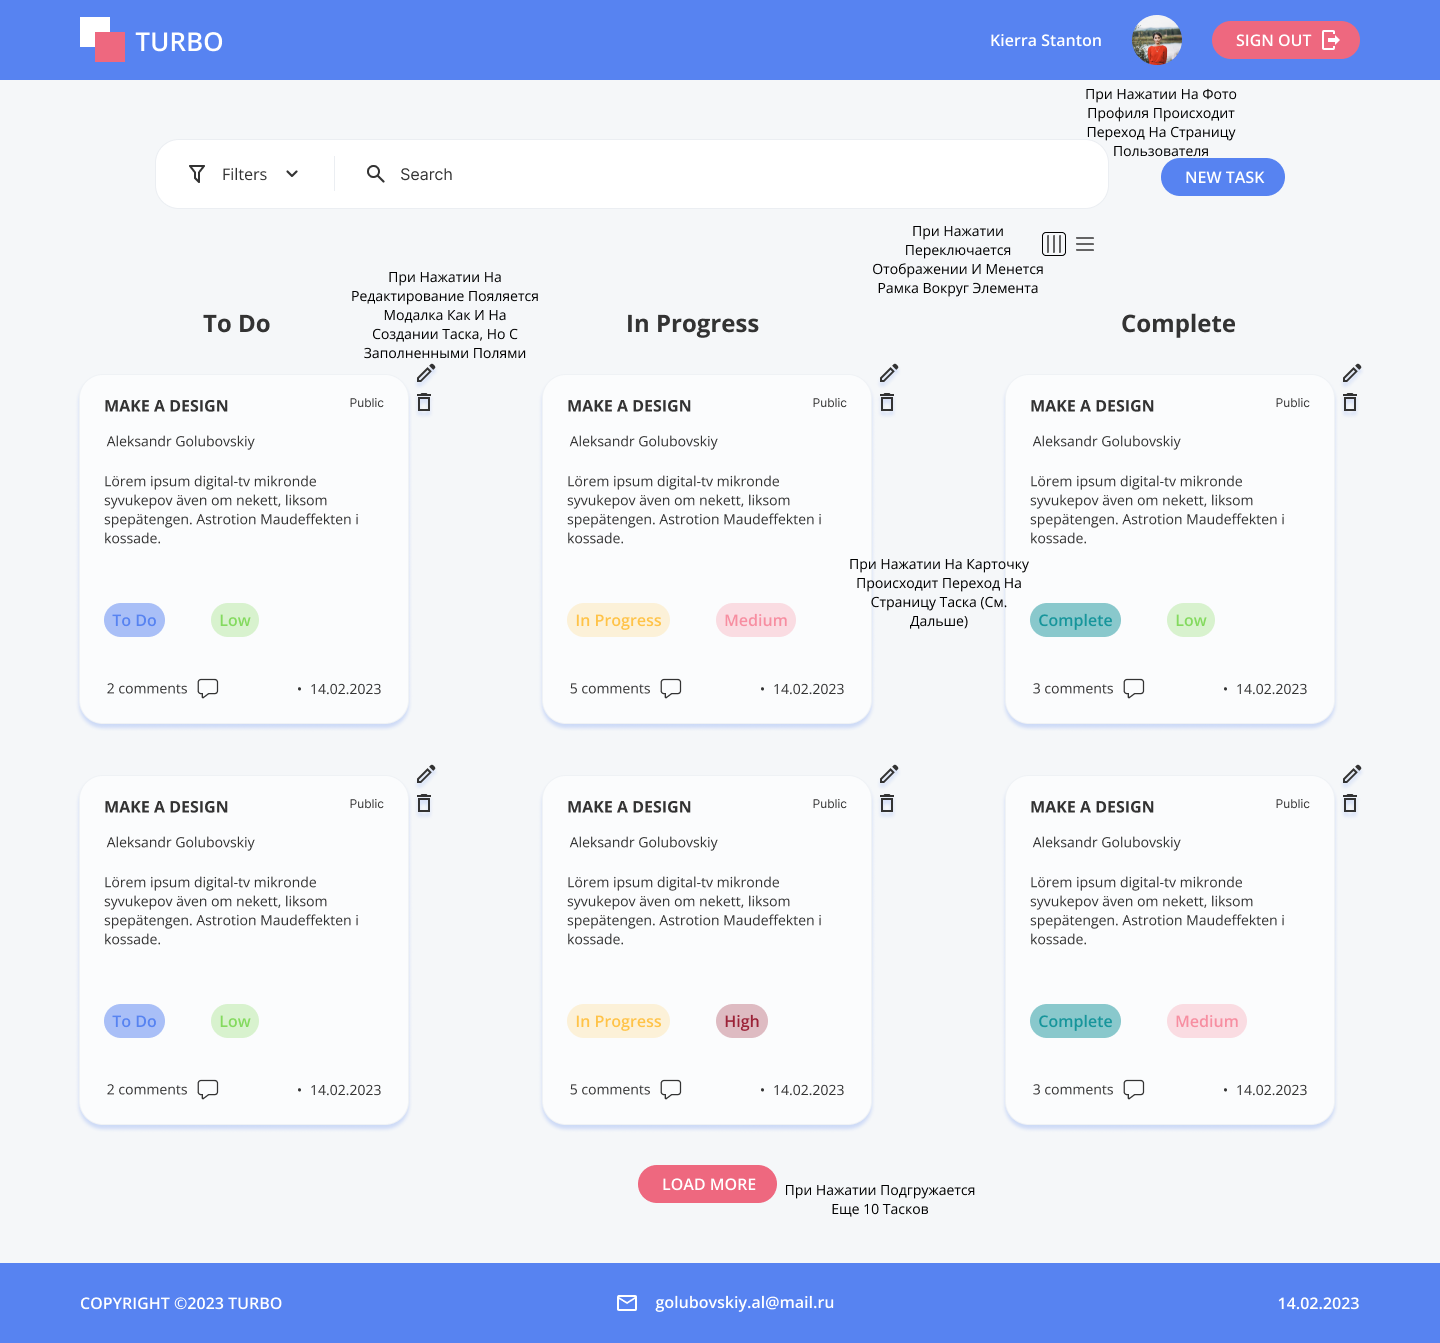 TURBO
Kierra Stanton
SIGN OUT
При Нажатии На Фото
Профиля Происходит
Переход На Страницу
Пользователя
Filters
Search
NEW TASK
При Нажатии
Переключается
Отображении И Менется
Рамка Вокруг Элемента
При Нажатии На
Редактирование Пояляется
Модалка Как И На
Создании Таска, Но С
Заполненными Полями
To Do
In Progress
Complete
MAKE A DESIGN
Public
Aleksandr Golubovskiy
Lörem ipsum digital-tv mikronde
syvukepov även om nekett, liksom
spepätengen. Astrotion Maudeffekten i
kossade.
To Do
Low
2 comments
• 14.02.2023
MAKE A DESIGN
Public
Aleksandr Golubovskiy
Lörem ipsum digital-tv mikronde
syvukepov även om nekett, liksom
spepätengen. Astrotion Maudeffekten i
kossade.
In Progress
Medium
5 comments
• 14.02.2023
При Нажатии На Карточку
Происходит Переход На
Страницу Таска (См.
Дальше)
MAKE A DESIGN
Public
Aleksandr Golubovskiy
Lörem ipsum digital-tv mikronde
syvukepov även om nekett, liksom
spepätengen. Astrotion Maudeffekten i
kossade.
Complete
Low
3 comments
• 14.02.2023
MAKE A DESIGN
Public
Aleksandr Golubovskiy
Lörem ipsum digital-tv mikronde
syvukepov även om nekett, liksom
spepätengen. Astrotion Maudeffekten i
kossade.
To Do
Low
2 comments
• 14.02.2023
MAKE A DESIGN
Public
Aleksandr Golubovskiy
Lörem ipsum digital-tv mikronde
syvukepov även om nekett, liksom
spepätengen. Astrotion Maudeffekten i
kossade.
In Progress
High
5 comments
• 14.02.2023
MAKE A DESIGN
Public
Aleksandr Golubovskiy
Lörem ipsum digital-tv mikronde
syvukepov även om nekett, liksom
spepätengen. Astrotion Maudeffekten i
kossade.
Complete
Medium
3 comments
• 14.02.2023
LOAD MORE
При Нажатии Подгружается
Еще 10 Тасков
COPYRIGHT ©2023 TURBO
golubovskiy.al@mail.ru
14.02.2023